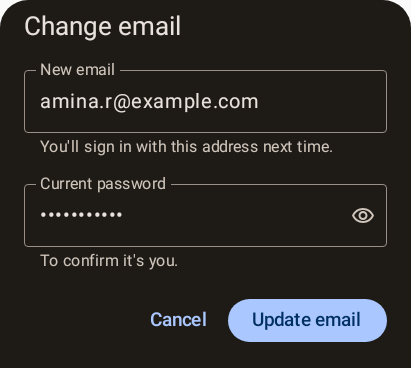 Change email
New email
amina.r@example.com
You'll sign in with this address next time.
Current password
•••••••••••
To confirm it's you.
Cancel
Update email